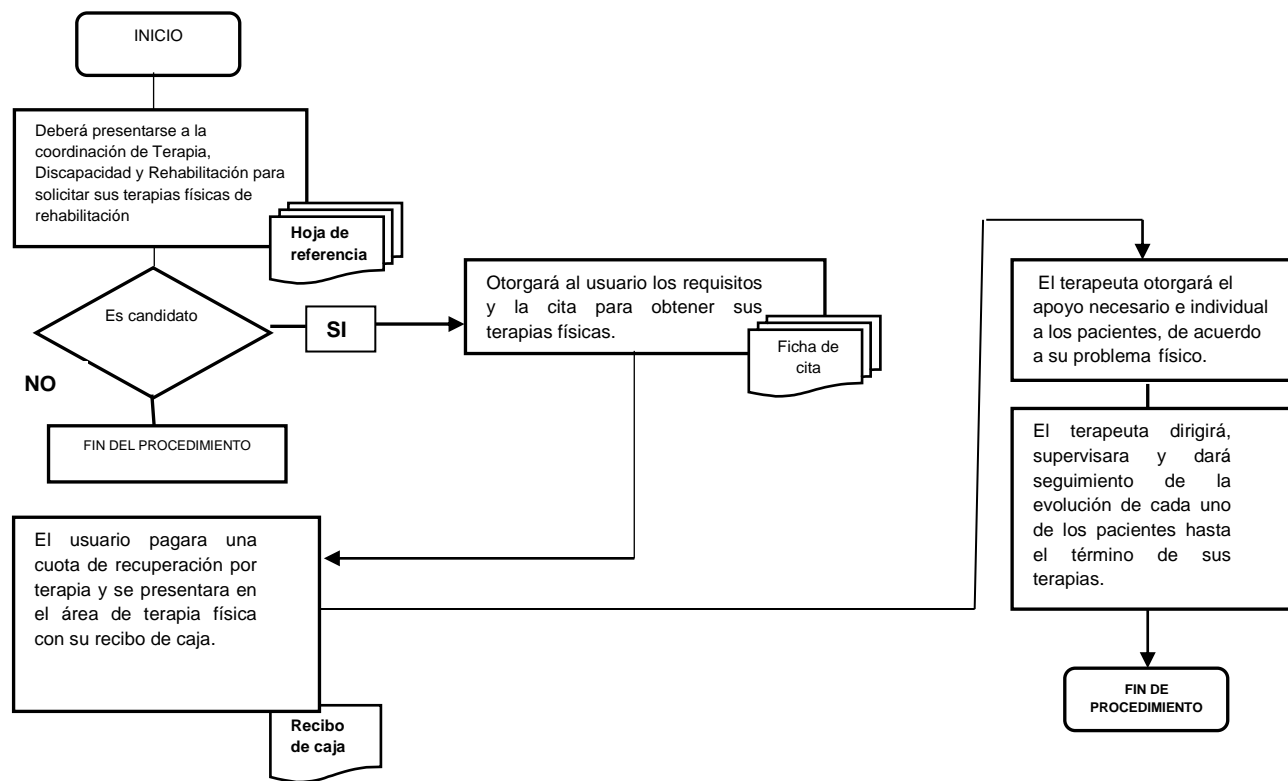 INICIO
Deberá presentarse a la
coordinación de Terapia,
Discapacidad y Rehabilitación para
solicitar sus terapias físicas de
rehabilitación
Hoja de
referencia
Es candidato
SI
NO
FIN DEL PROCEDIMIENTO
Otorgará al usuario los requisitos
y la cita para obtener sus
terapias físicas.
Ficha de
cita
El usuario pagara una
cuota de recuperación por
terapia y se presentara en
el área de terapia física
con su recibo de caja.
Recibo
de caja
El terapeuta otorgará el
apoyo necesario e individual
a los pacientes, de acuerdo
a su problema físico.
El terapeuta dirigirá,
supervisara y dará
seguimiento de la
evolución de cada uno
de los pacientes hasta
el término de sus
terapias.
FIN DE
PROCEDIMIENTO